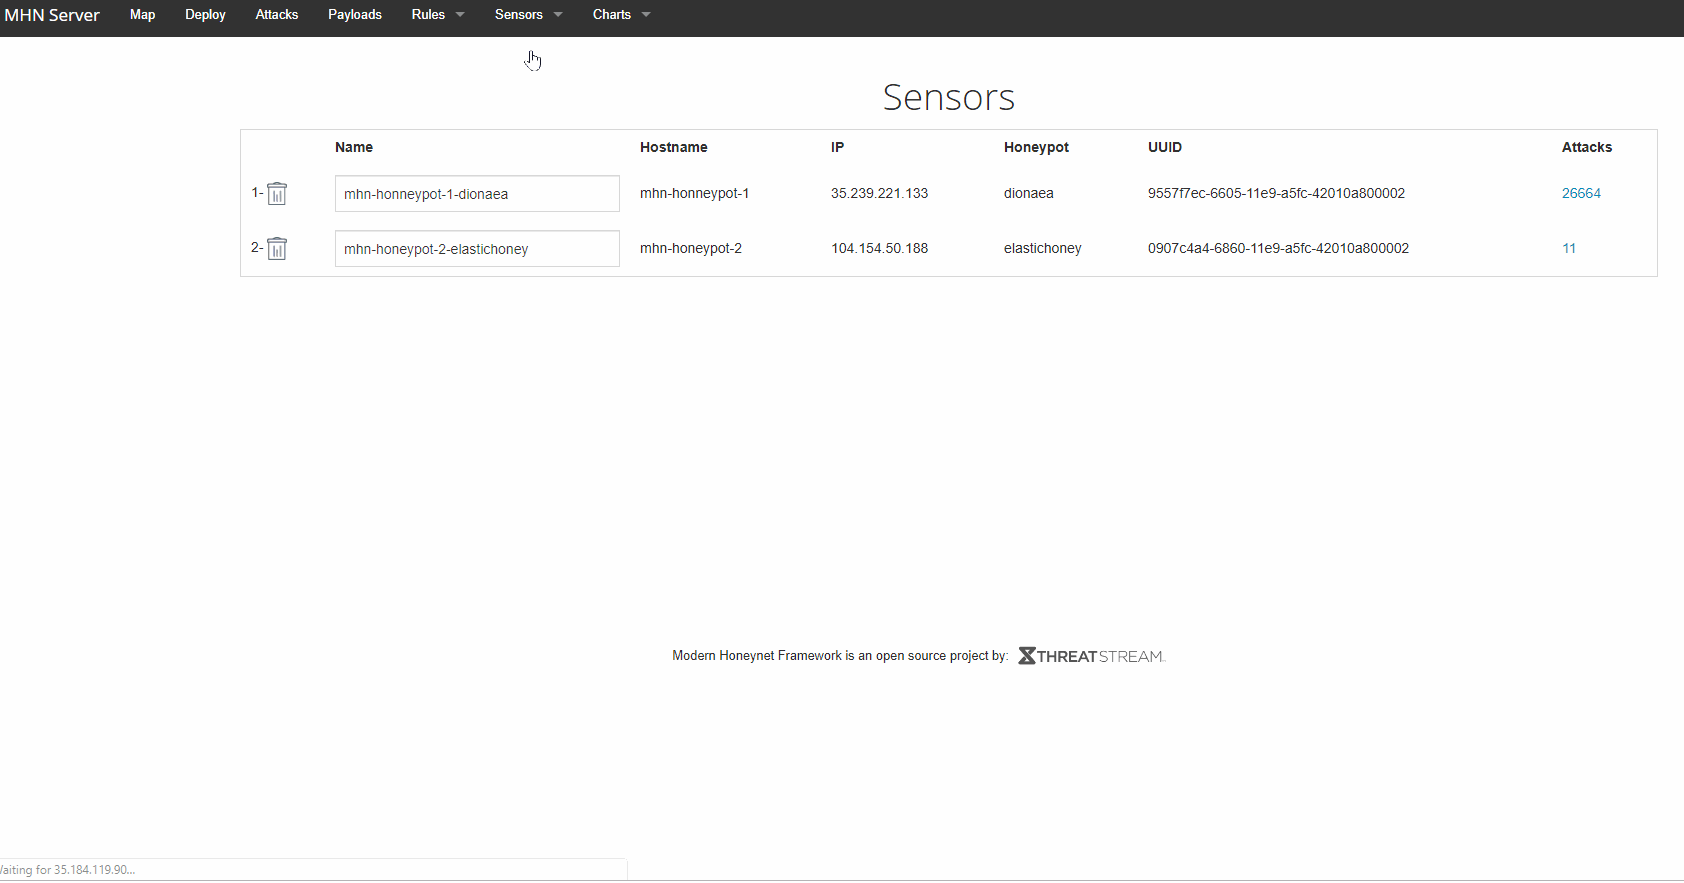 MHN Server Map Deploy Attacks Payloads Rules Sensors Charts
Sensors
Name Hostname IP Honeypot UUID Attacks
1- mhn-honneypot-1-dionaea mhn-honneypot-1 35.239.221.133 dionaea 9557f7ec-6605-11e9-a5fc-42010a800002 26664
2- mhn-honeypot-2-elastichoney mhn-honeypot-2 104.154.50.188 elastichoney 0907c4a4-6860-11e9-a5fc-42010a800002 11
Modern Honeynet Framework is an open source project by: THREATSTREAM
Waiting for 35.184.119.90...